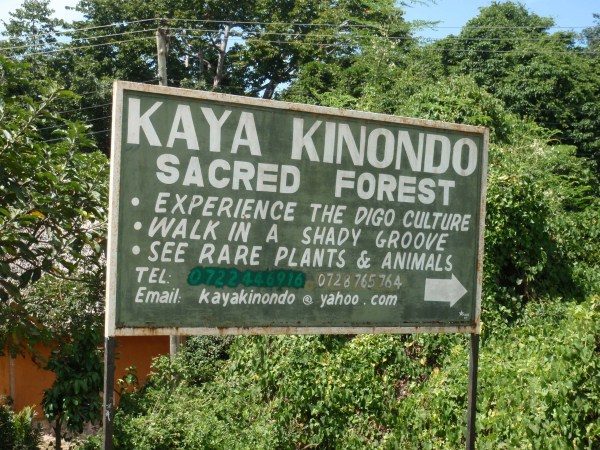 KAYA KINONDO
SACRED FOREST
• EXPERIENCE THE DIGO CULTURE
• WALK IN A SHADY GROOVE
• SEE RARE PLANTS & ANIMALS
TEL: 0722446916 0728765764
Email: kayakinondo@yahoo.com